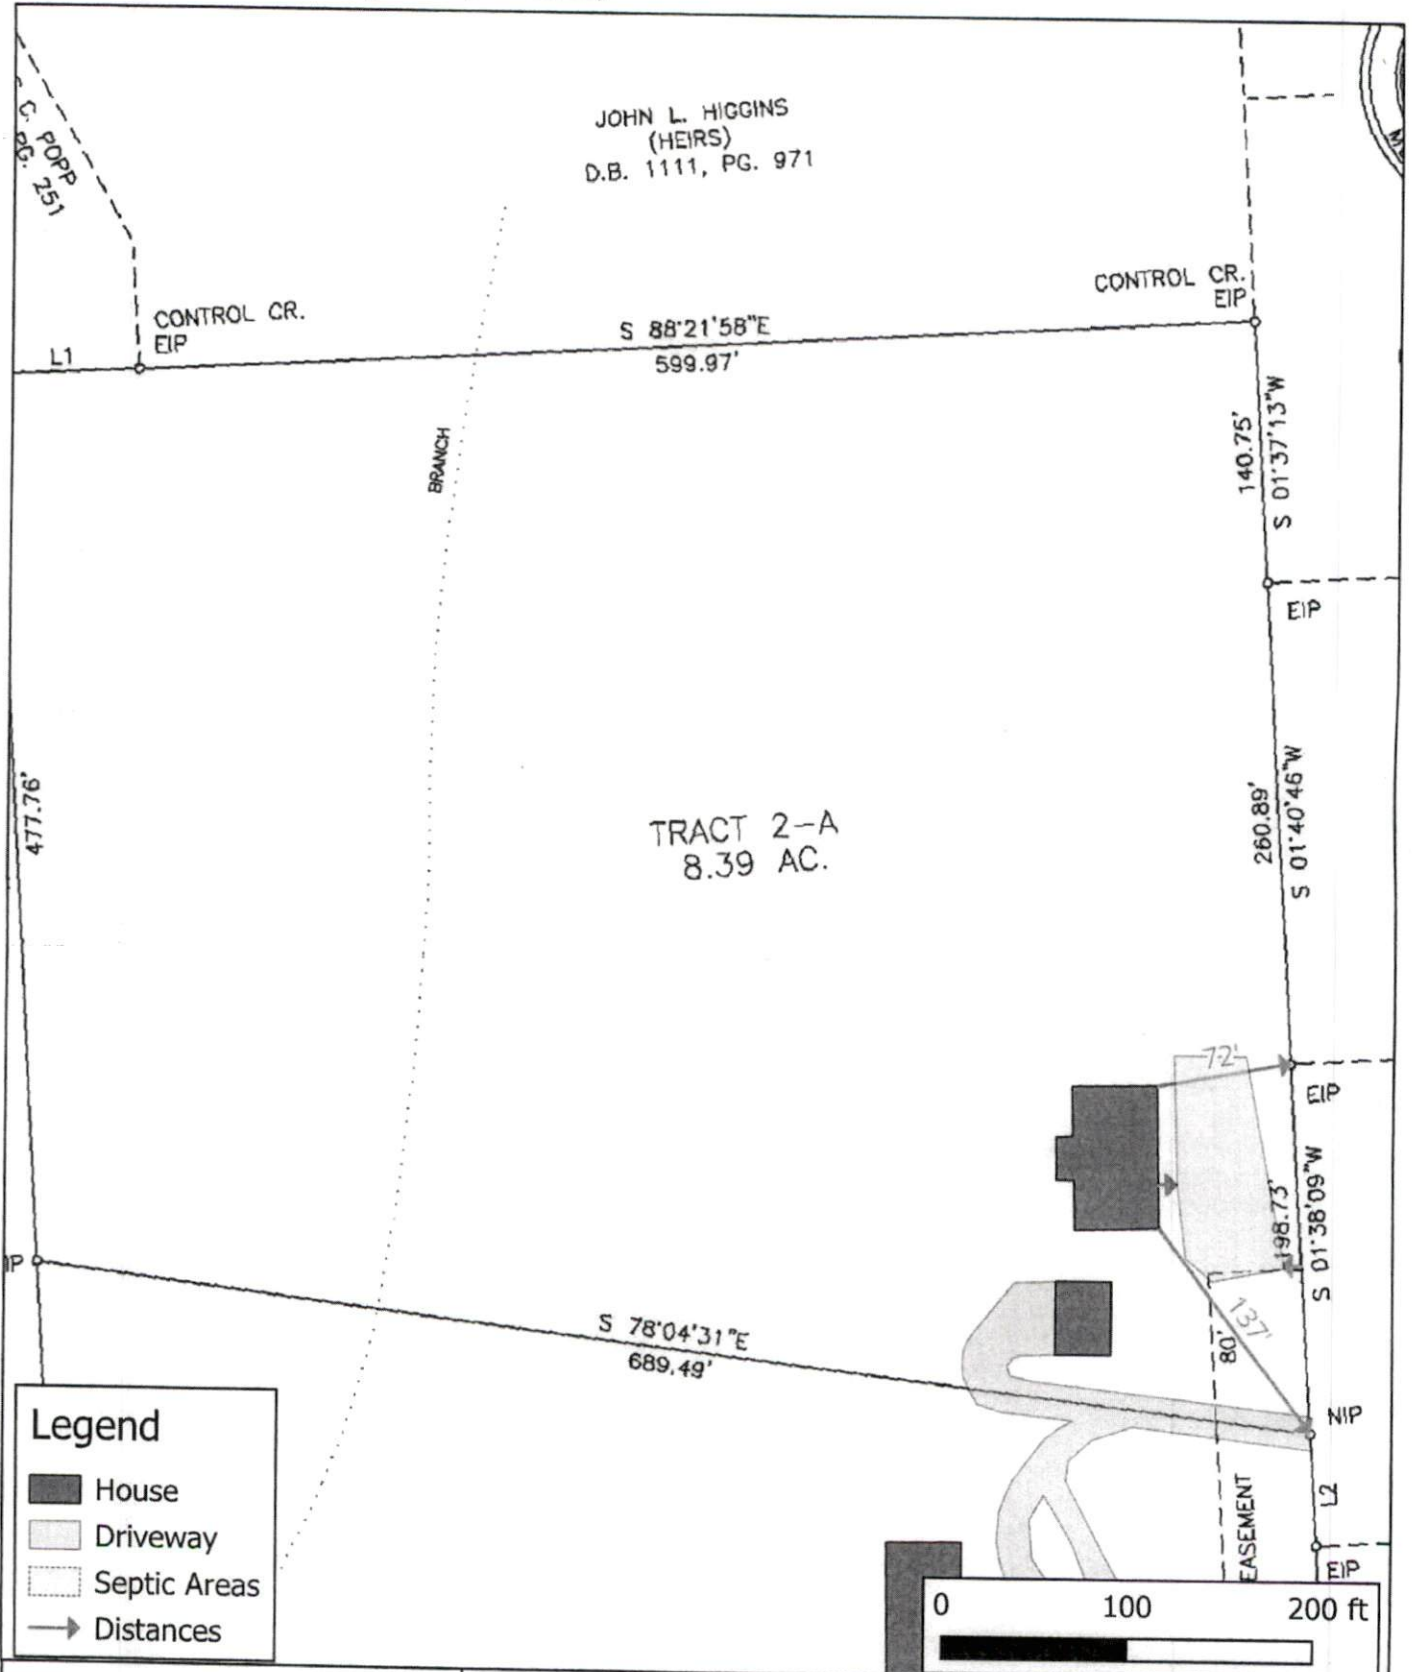 JOHN L. HIGGINS
(HEIRS)
D.B. 1111, PG. 971
C. POPP
PG. 251
CONTROL CR.
EIP
CONTROL CR.
EIP
L1
S 88°21'58"E
599.97'
BRANCH
140.75'
S 01°37'13"W
EIP
477.76'
TRACT 2-A
8.39 AC.
260.89'
S 01°40'46"W
72'
EIP
198.73'
S 01°38'09"W
IP
S 78°04'31"E
689.49'
137'
80'
NIP
L2
EASEMENT
EIP
Legend
House
Driveway
Septic Areas
Distances
0 100 200 ft